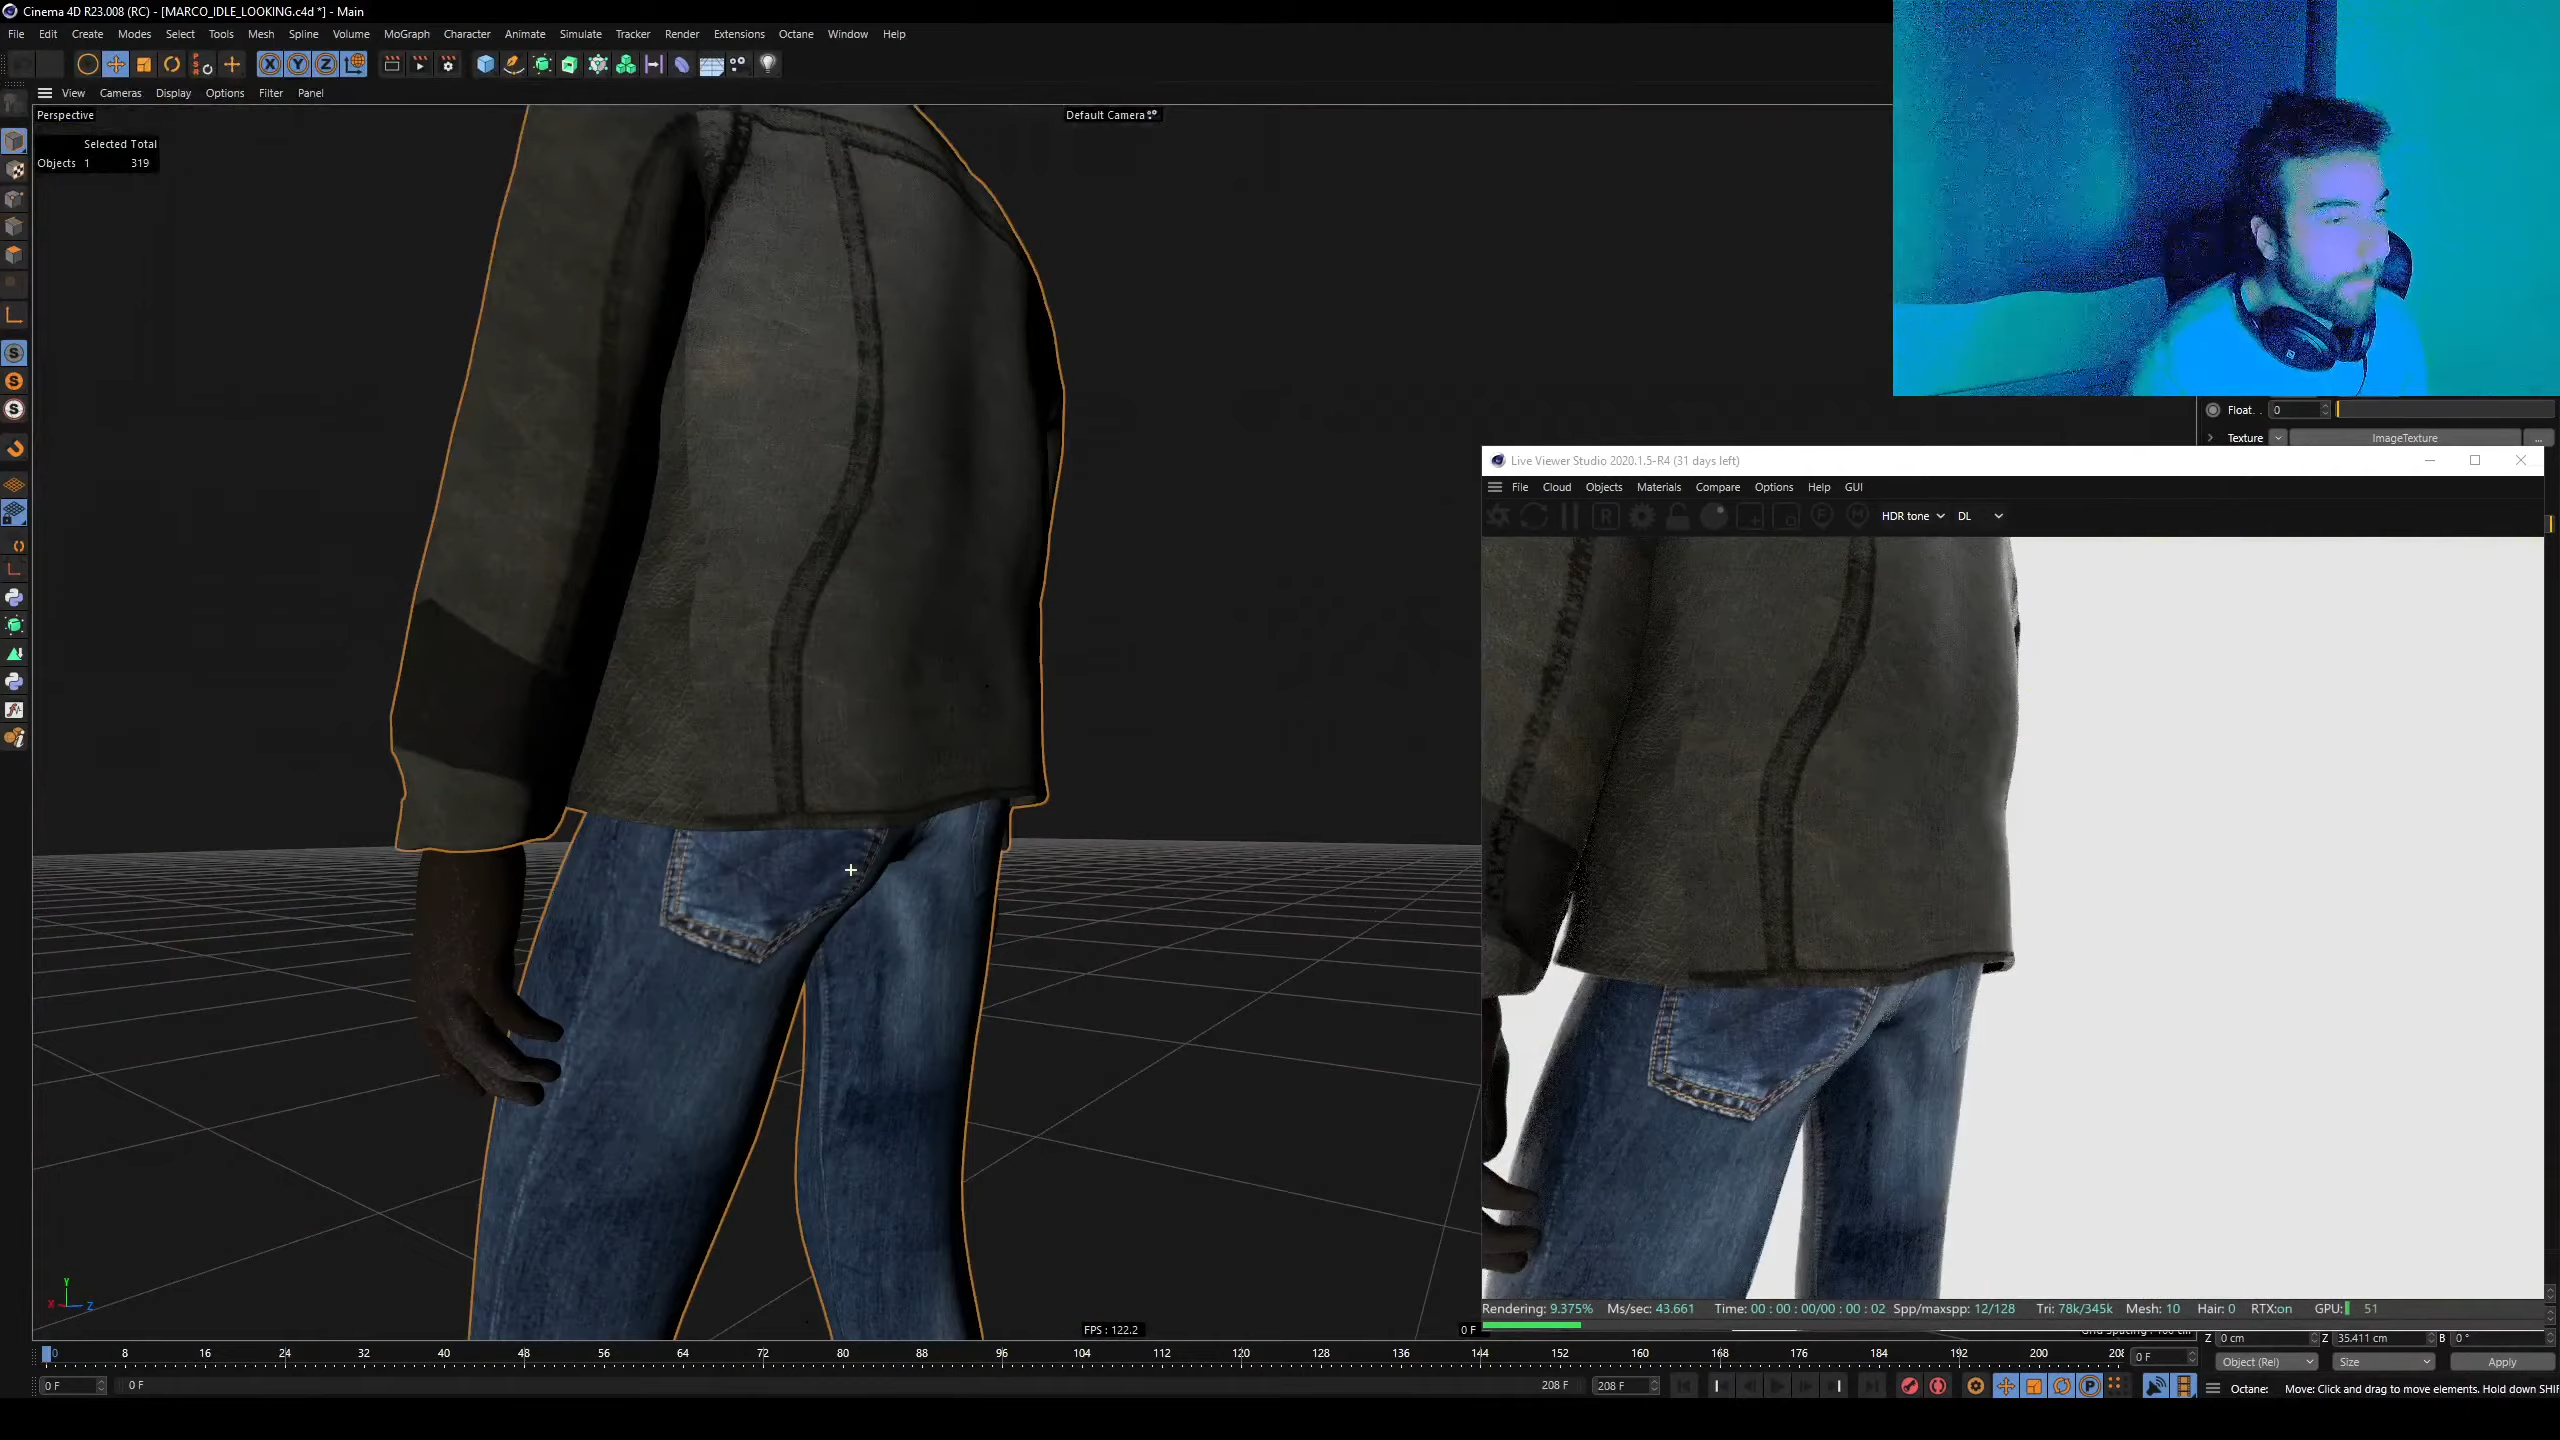 Cinema 4D R23.008 (RC) - [MARCO_IDLE_LOOKING.c4d *] - Main
File Edit Create Modes Select Tools Mesh Spline Volume MoGraph Character Animate Simulate Tracker Render Extensions Octane Window Help
View Cameras Display Options Filter Panel
Perspective
Default Camera
Selected Total
Objects 1 319
Float. . 0
Texture ImageTexture ...
Live Viewer Studio 2020.1.5-R4 (31 days left)
File Cloud Objects Materials Compare Options Help GUI
HDR tone DL
Rendering: 9.375% Ms/sec: 43.661 Time: 00 : 00 : 00/00 : 00 : 02 Spp/maxspp: 12/128 Tri: 78k/345k Mesh: 10 Hair: 0 RTX:on GPU: 51
Y
X Z
FPS : 122.2
0 F
Z 0 cm Z 35.411 cm B 0 °
0 8 16 24 32 40 48 56 64 72 80 88 96 104 112 120 128 136 144 152 160 168 176 184 192 200 208
0 F
Object (Rel) Size Apply
0 F 0 F 208 F 208 F
Octane: Move: Click and drag to move elements. Hold down SHIF